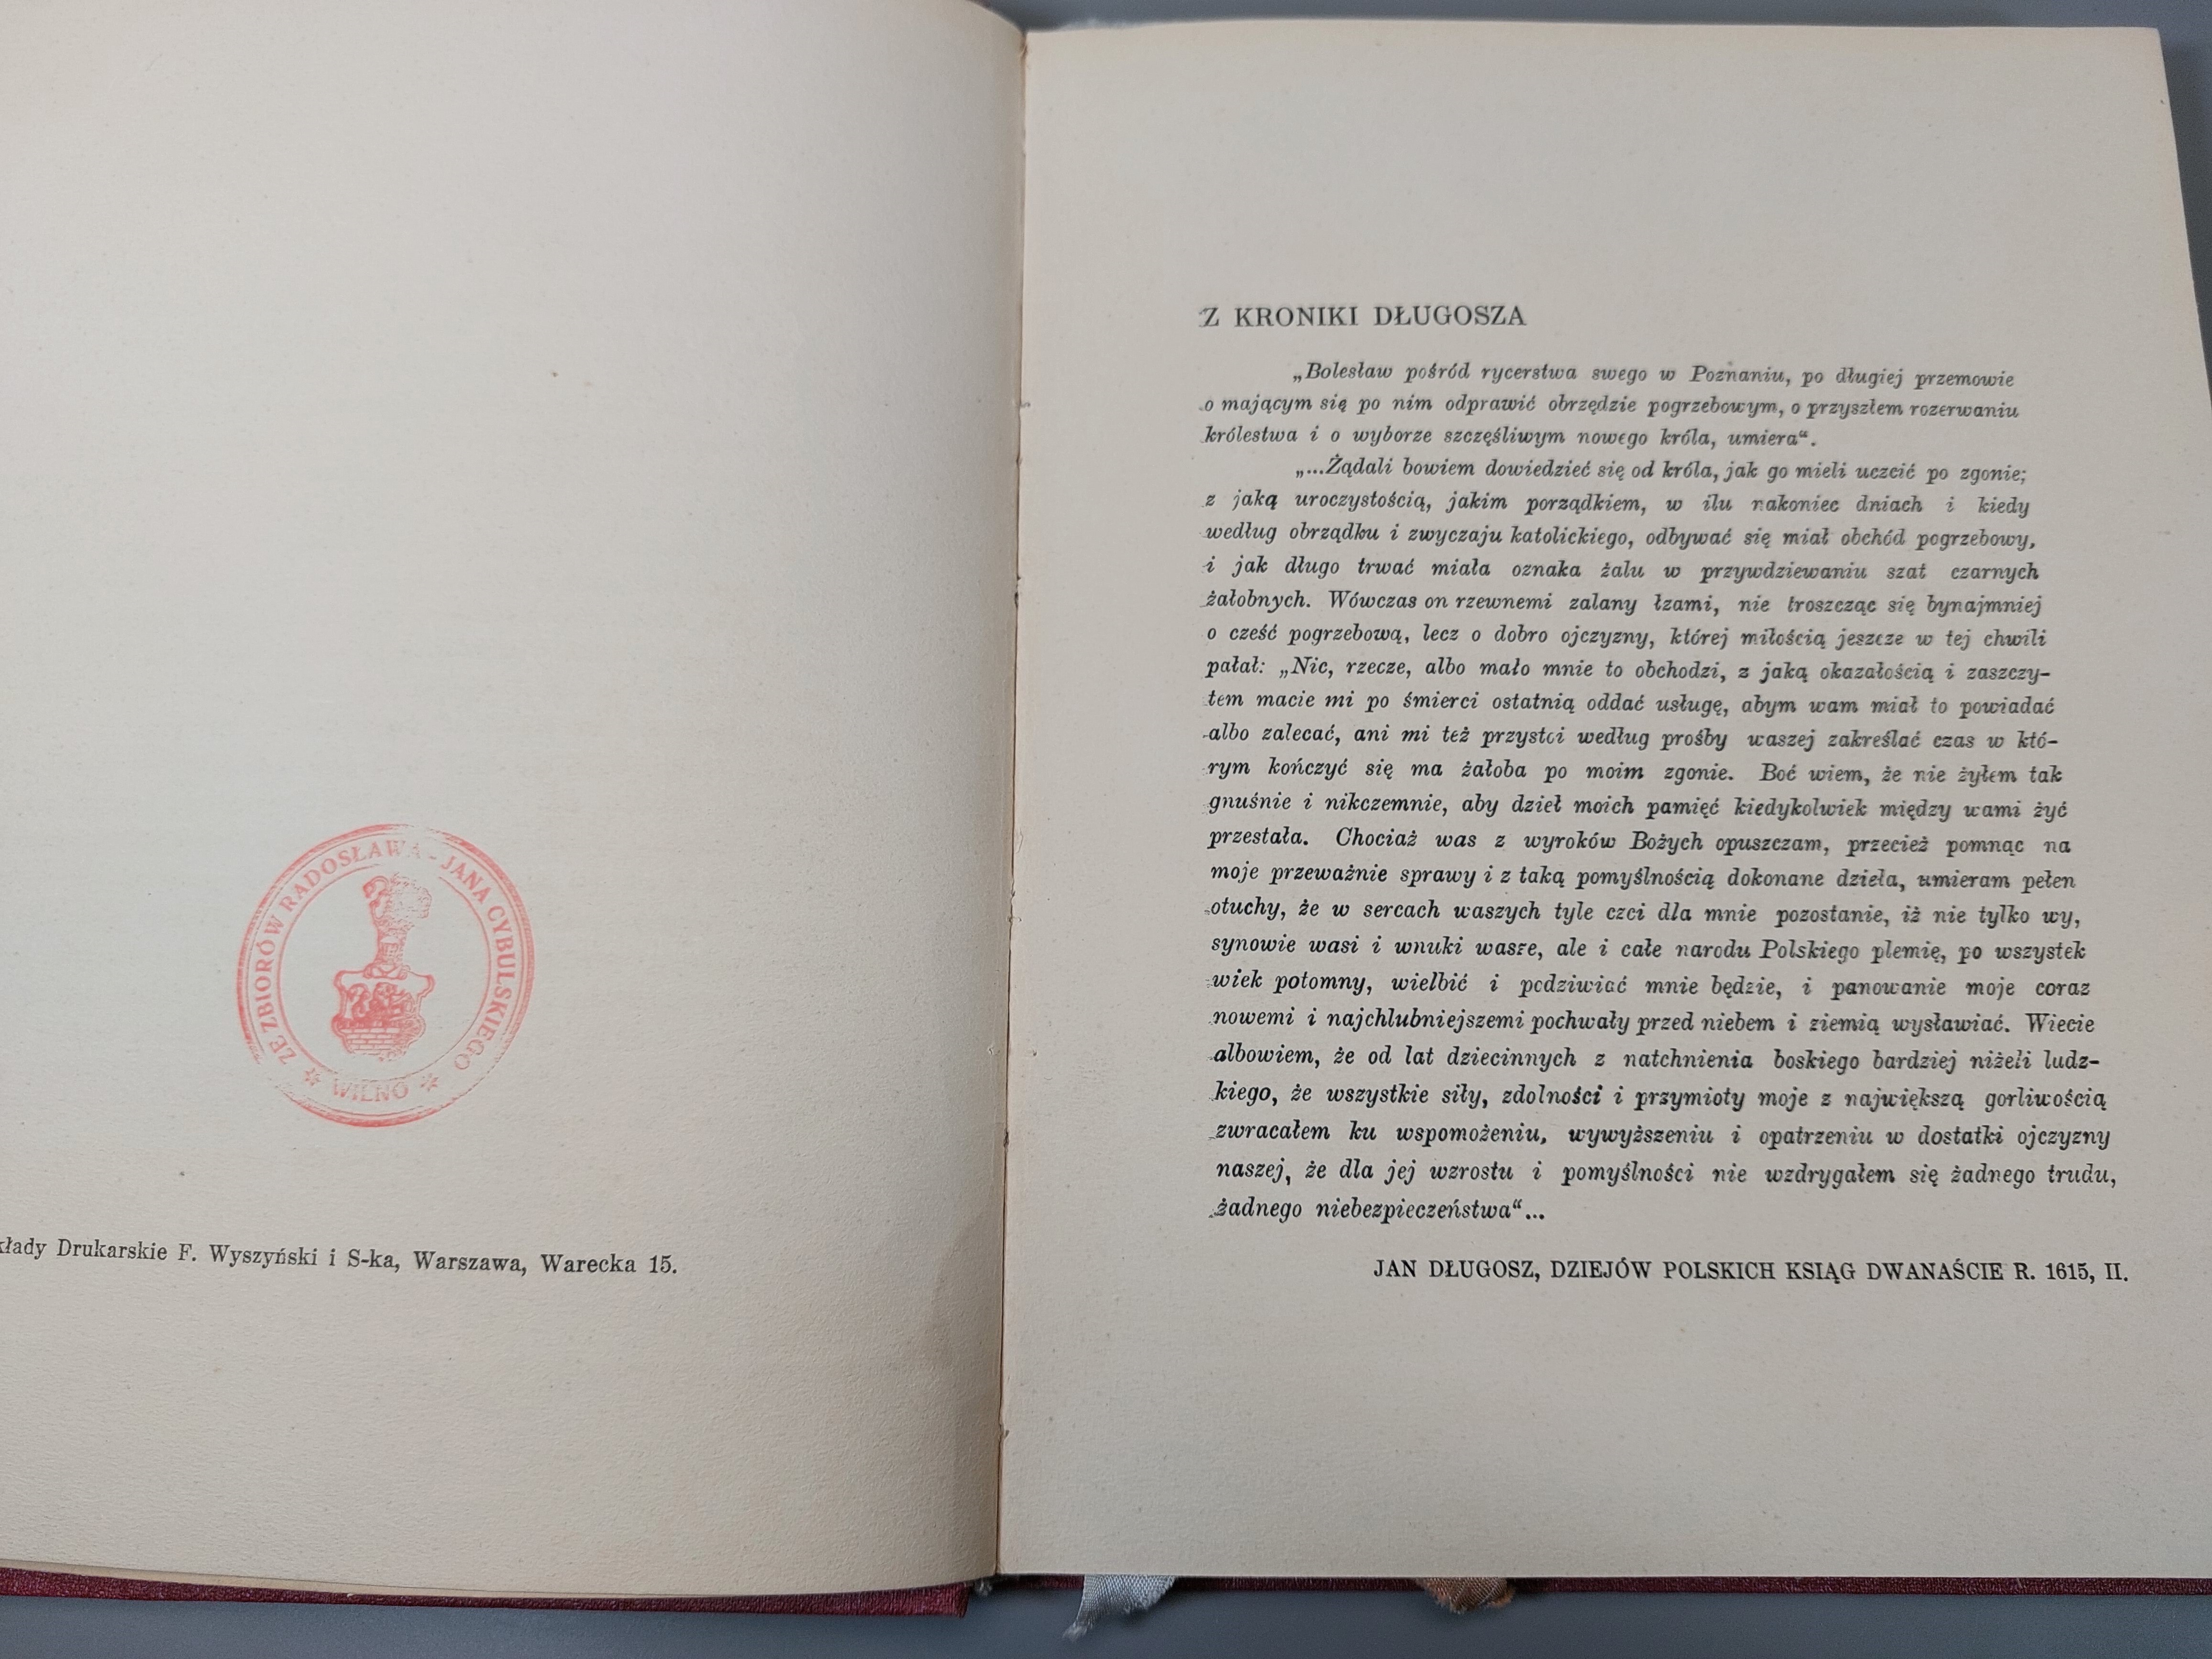 ZE ZBIORÓW RADOSŁAWA - JANA CYBULSKIEGO
* WILNO *
Drukarskie F. Wyszyński i S-ka, Warszawa, Warecka 15.
Z KRONIKI DŁUGOSZA
„Bolesław pośród rycerstwa swego w Poznaniu, po długiej przemowie
o mającym się po nim odprawić obrzędzie pogrzebowym, o przyszłem rozerwaniu
królestwa i o wyborze szczęśliwym nowego króla, umiera“.
„...Żądali bowiem dowiedzieć się od króla, jak go mieli uczcić po zgonie;
z jaką uroczystością, jakim porządkiem, w ilu nakoniec dniach i kiedy
według obrządku i zwyczaju katolickiego, odbywać się miał obchód pogrzebowy,
i jak długo trwać miała oznaka żalu w przywdziewaniu szat czarnych
żałobnych. Wówczas on rzewnemi zalany łzami, nie troszcząc się bynajmniej
o cześć pogrzebową, lecz o dobro ojczyzny, której miłością jeszcze w tej chwili
pałał: „Nic, rzecze, albo mało mnie to obchodzi, z jaką okazałością i zaszczy-
tem macie mi po śmierci ostatnią oddać usługę, abym wam miał to powiadać
albo zalecać, ani mi też przystoi według prośby waszej zakreślać czas w któ-
rym kończyć się ma żałoba po moim zgonie. Boć wiem, że nie żyłem tak
gnuśnie i nikczemnie, aby dzieł moich pamięć kiedykolwiek między wami żyć
przestała. Chociaż was z wyroków Bożych opuszczam, przecież pomnąc na
moje przeważnie sprawy i z taką pomyślnością dokonane dzieła, umieram pełen
otuchy, że w sercach waszych tyle czci dla mnie pozostanie, iż nie tylko wy,
synowie wasi i wnuki wasze, ale i całe narodu Polskiego plemię, po wszystek
wiek potomny, wielbić i podziwiać mnie będzie, i panowanie moje coraz
nowemi i najchlubniejszemi pochwały przed niebem i ziemią wysławiać. Wiecie
albowiem, że od lat dziecinnych z natchnienia boskiego bardziej niżeli ludz-
kiego, że wszystkie siły, zdolności i przymioty moje z największą gorliwością
zwracałem ku wspomożeniu, wywyższeniu i opatrzeniu w dostatki ojczyzny
naszej, że dla jej wzrostu i pomyślności nie wzdrygałem się żadnego trudu,
żadnego niebezpieczeństwa“...
JAN DŁUGOSZ, DZIEJÓW POLSKICH KSIĄG DWANAŚCIE R. 1615, II.